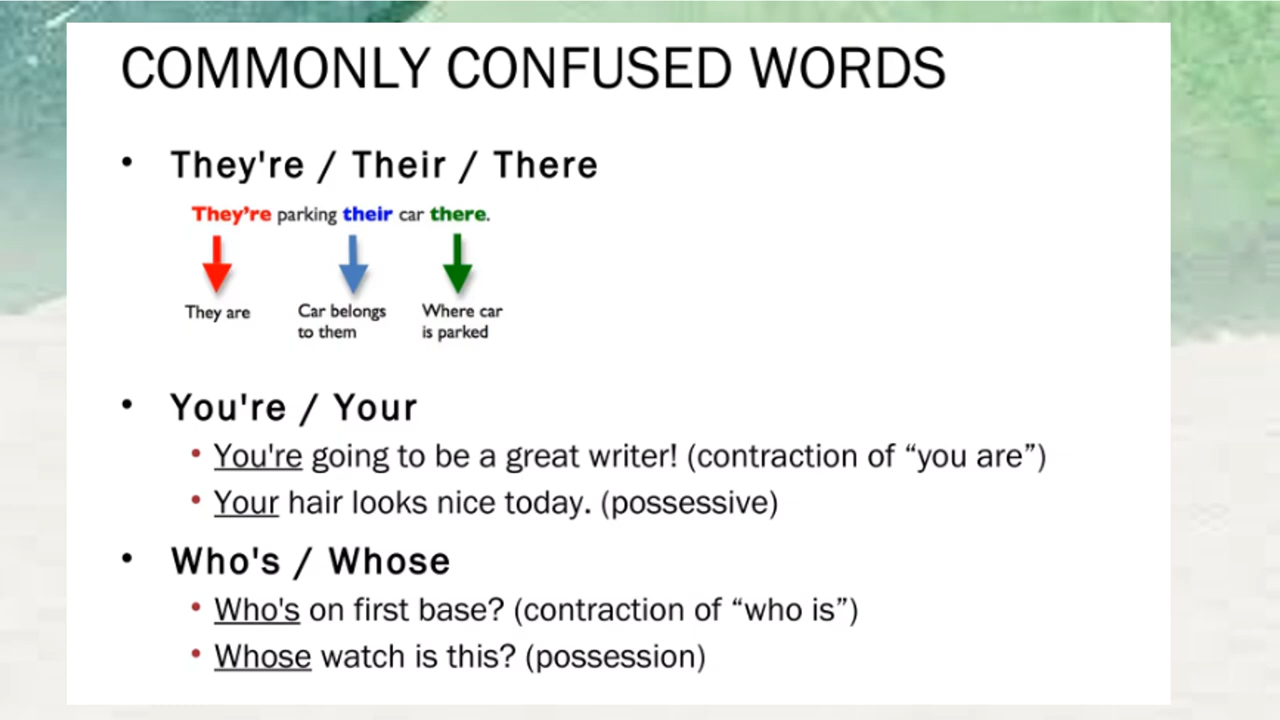 COMMONLY CONFUSED WORDS
• They're / Their / There
They’re parking their car there.
They are
Car belongs to them
Where car is parked
• You're / Your
• You're going to be a great writer! (contraction of “you are”)
• Your hair looks nice today. (possessive)
• Who's / Whose
• Who's on first base? (contraction of “who is”)
• Whose watch is this? (possession)